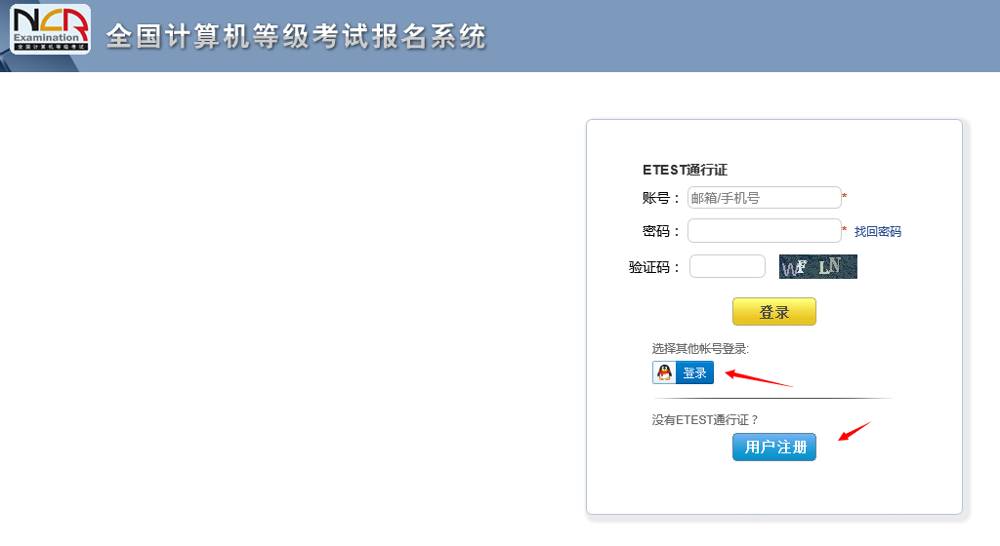 NCR
Examination
全国计算机等级考试
全国计算机等级考试报名系统
ETEST通行证
账号： 邮箱/手机号*
密码： * 找回密码
验证码： WF LN
登录
选择其他帐号登录:
登录
没有ETEST通行证？
用户注册